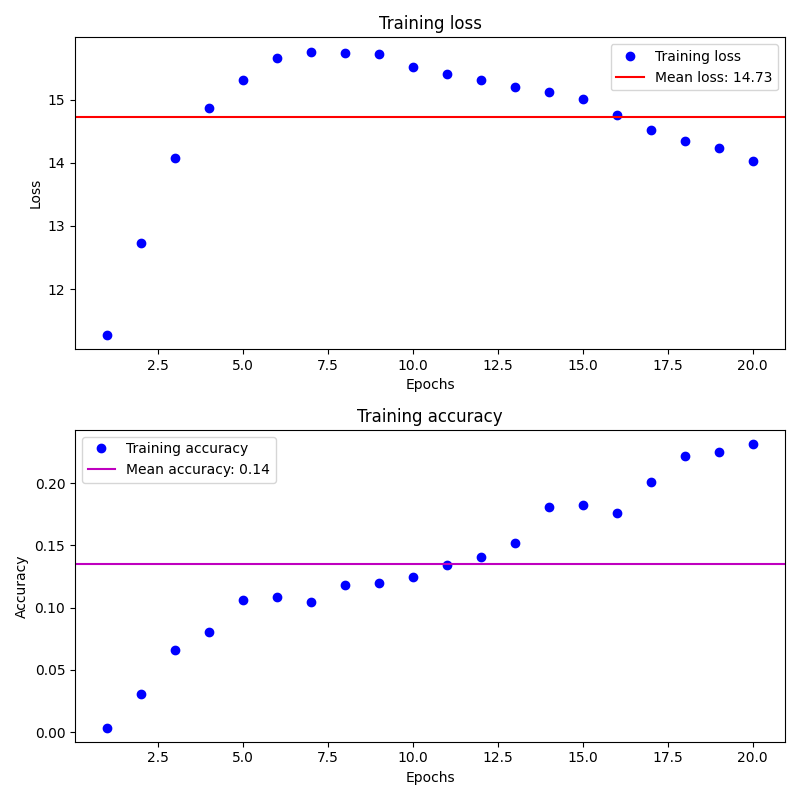 Training loss
Training loss
Mean loss: 14.73
15
14
13
12
Loss
2.5 5.0 7.5 10.0 12.5 15.0 17.5 20.0
Epochs
Training accuracy
Training accuracy
Mean accuracy: 0.14
0.20
0.15
0.10
0.05
0.00
Accuracy
2.5 5.0 7.5 10.0 12.5 15.0 17.5 20.0
Epochs